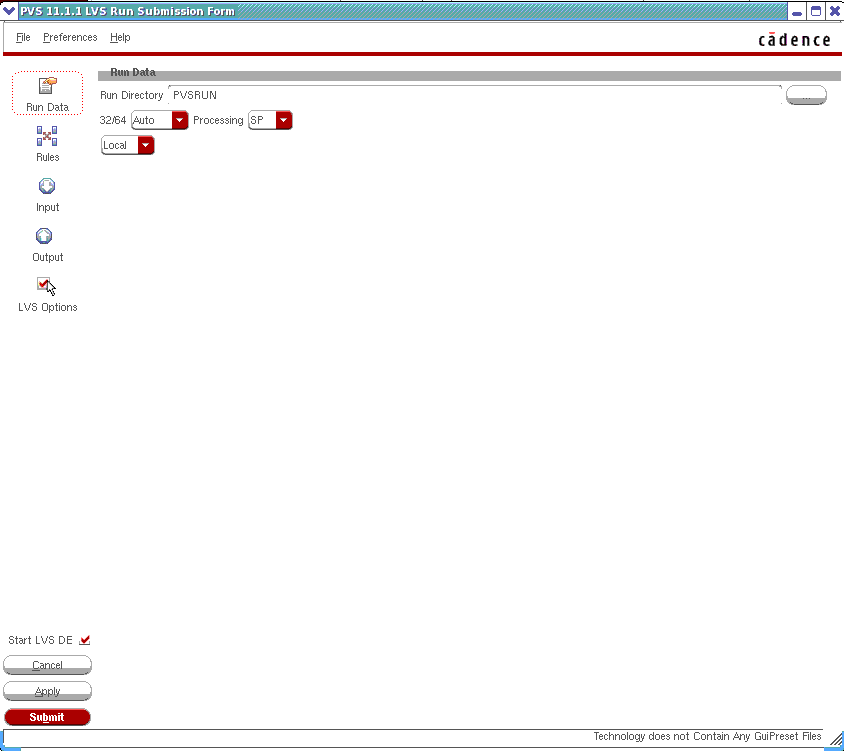 PVS 11.1.1 LVS Run Submission Form
File Preferences Help
cādence
Run Data
Run Directory PVSRUN ...
32/64 Auto Processing SP
Local
Run Data
Rules
Input
Output
LVS Options
Start LVS DE
Cancel
Apply
Submit
Technology does not Contain Any GuiPreset Files